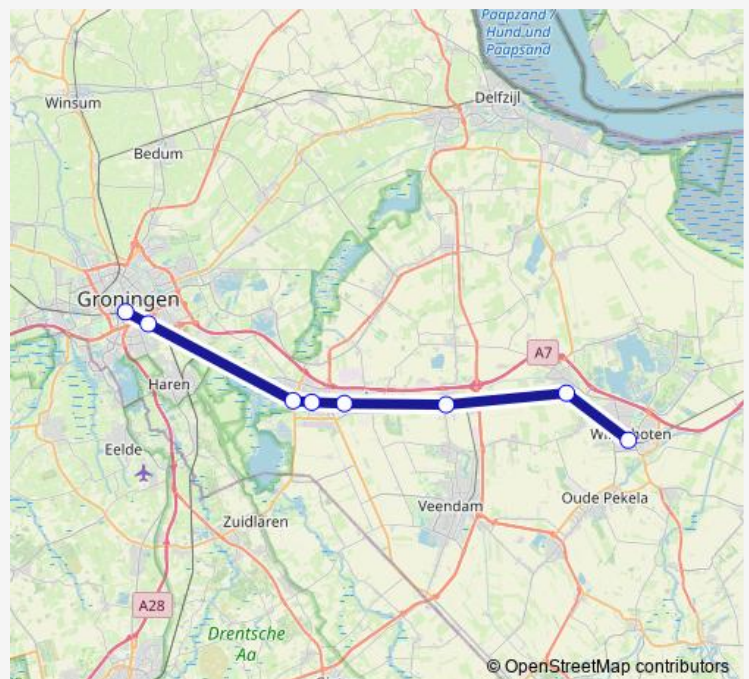 Paapzand /
Hund und
Paapsand
Winsum
Delfzijl
Bedum
Groningen
A7
Haren
Eelde
Veendam
Oude Pekela
Zuidlaren
A28
Drentsche
Aa
© OpenStreetMap contributors